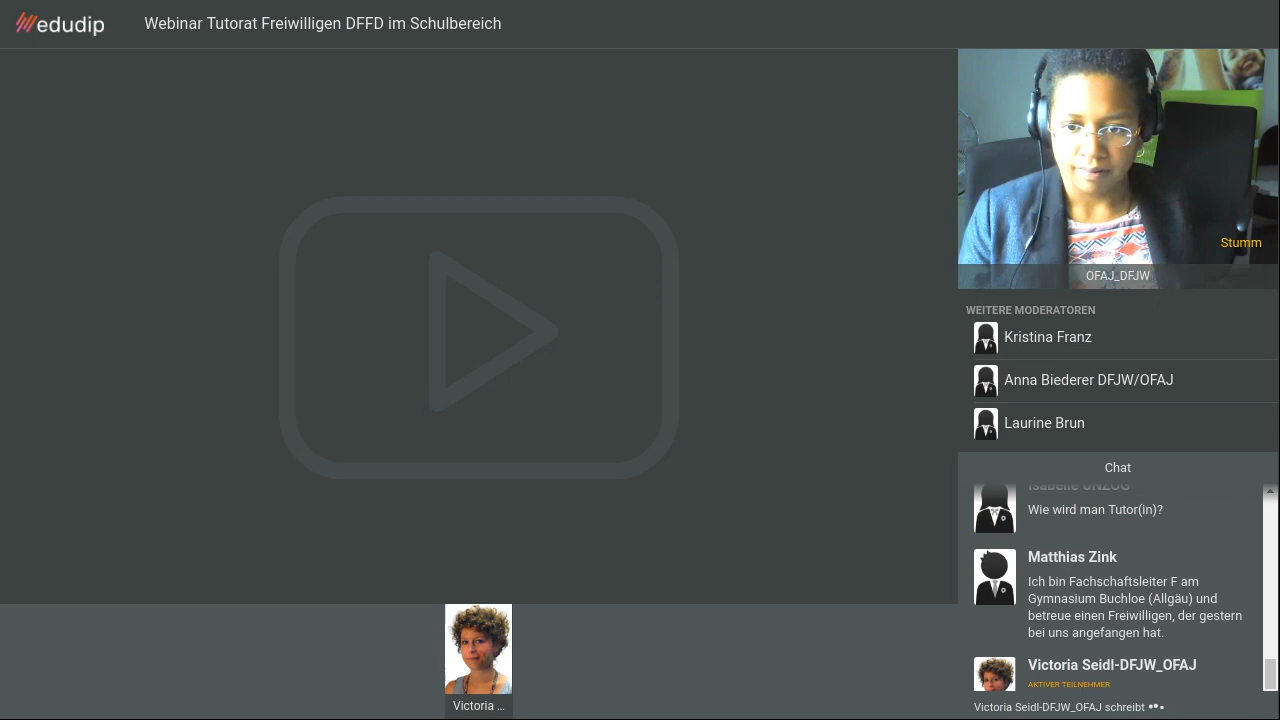 edudip
Webinar Tutorat Freiwilligen DFFD im Schulbereich
Stumm
OFAJ_DFJW
WEITERE MODERATOREN
Kristina Franz
Anna Biederer DFJW/OFAJ
Laurine Brun
Chat
Isabelle UNZOG
Wie wird man Tutor(in)?
Matthias Zink
Ich bin Fachschaftsleiter F am
Gymnasium Buchloe (Allgäu) und
betreue einen Freiwilligen, der gestern
bei uns angefangen hat.
Victoria Seidl-DFJW_OFAJ
AKTIVER TEILNEHMER
Victoria ...
Victoria Seidl-DFJW_OFAJ schreibt